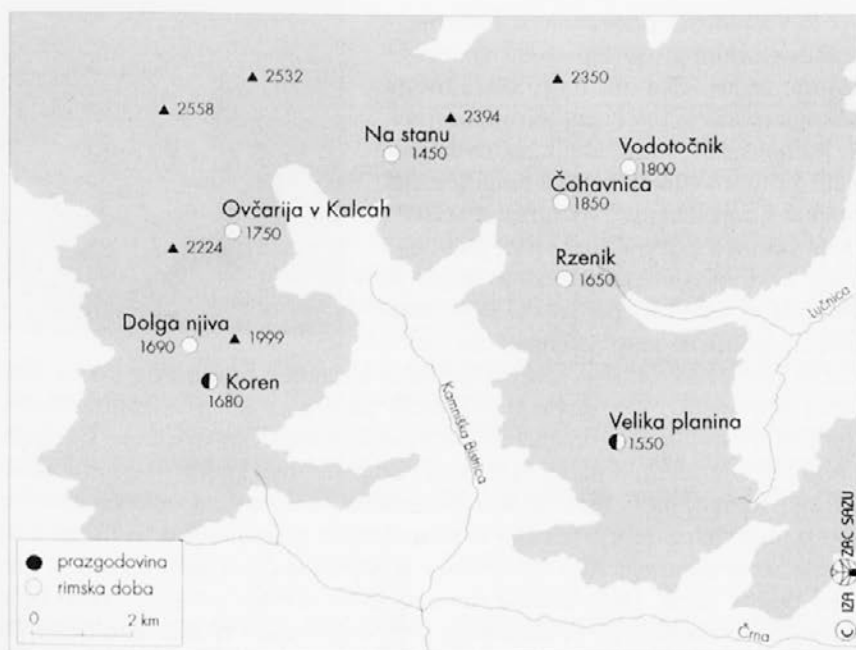 2532
2350
2558
2394
Na stanu
1450
Vodotočnik
1800
Čohavnica
1850
Ovčarija v Kalcah
1750
2224
Rzenik
1650
Lučnica
Dolga njiva
1690
1999
Koren
1680
Kamniška Bistrica
Velika planina
1550
prazgodovina
rimska doba
0 2 km
Črna
© IZA ZRC SAZU